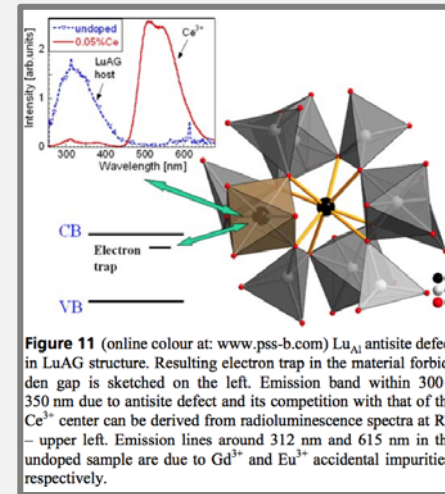 undoped
0.05%Ce
Ce³⁺
LuAG
host
Intensity [arb.units]
2
1
0
300
400
500
600
Wavelength [nm]
CB
Electron
trap
VB
Figure 11 (online colour at: www.pss-b.com) Lu_Al antisite defec
in LuAG structure. Resulting electron trap in the material forbid
den gap is sketched on the left. Emission band within 300
350 nm due to antisite defect and its competition with that of th
Ce³⁺ center can be derived from radioluminescence spectra at R
– upper left. Emission lines around 312 nm and 615 nm in th
undoped sample are due to Gd³⁺ and Eu³⁺ accidental impuritie
respectively.